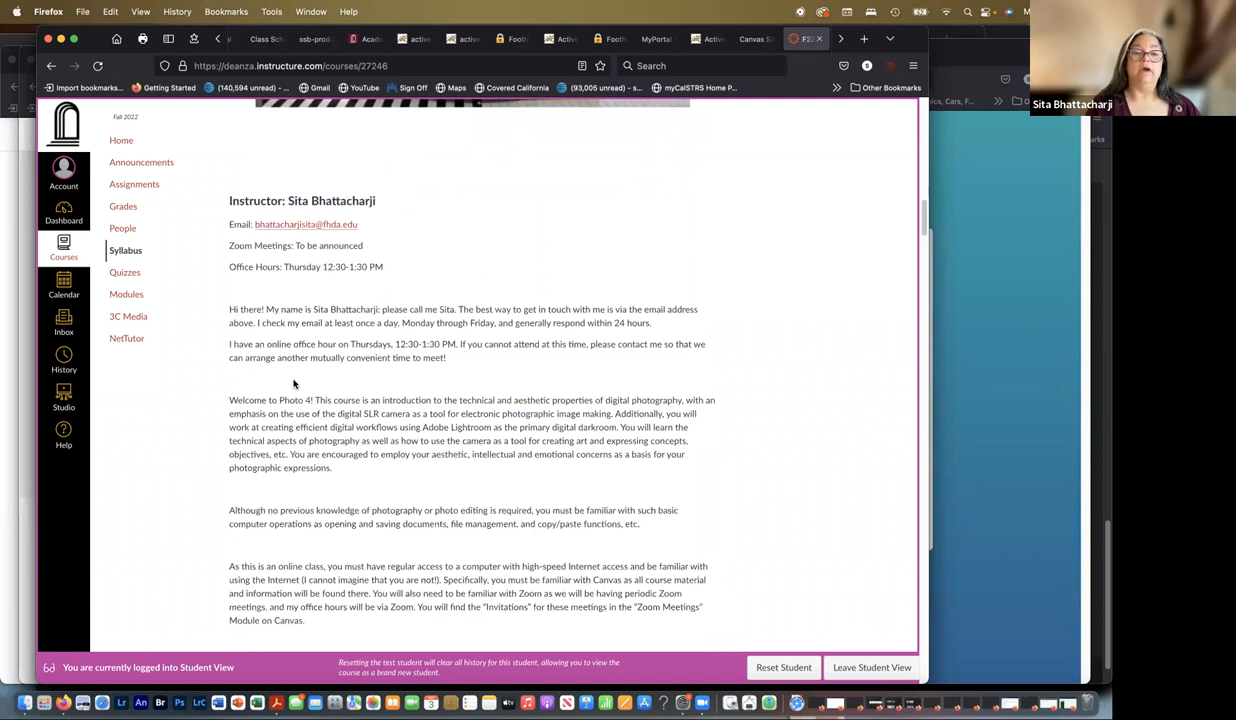 Firefox File Edit View History Bookmarks Tools Window Help
Class Sch ssb-prod. Acade active active Footh Active Footh MyPortal Active Canvas Si F22
https://deanza.instructure.com/courses/27246
Search
Import bookmarks... Getting Started (140,594 unread) - ... Gmail YouTube Sign Off Maps Covered California (93,005 unread) - s... myCalSTRS Home P... Other Bookmarks
Sita Bhattacharji
Fall 2022
Home
Announcements
Assignments
Grades
People
Syllabus
Quizzes
Modules
3C Media
NetTutor
Account
Dashboard
Courses
Calendar
Inbox
History
Studio
Help
Instructor: Sita Bhattacharji
Email: bhattacharjisita@fhda.edu
Zoom Meetings: To be announced
Office Hours: Thursday 12:30-1:30 PM
Hi there! My name is Sita Bhattacharji: please call me Sita. The best way to get in touch with me is via the email address
above. I check my email at least once a day, Monday through Friday, and generally respond within 24 hours.
I have an online office hour on Thursdays, 12:30-1:30 PM. If you cannot attend at this time, please contact me so that we
can arrange another mutually convenient time to meet!
Welcome to Photo 4! This course is an introduction to the technical and aesthetic properties of digital photography, with an
emphasis on the use of the digital SLR camera as a tool for electronic photographic image making. Additionally, you will
work at creating efficient digital workflows using Adobe Lightroom as the primary digital darkroom. You will learn the
technical aspects of photography as well as how to use the camera as a tool for creating art and expressing concepts,
objectives, etc. You are encouraged to employ your aesthetic, intellectual and emotional concerns as a basis for your
photographic expressions.
Although no previous knowledge of photography or photo editing is required, you must be familiar with such basic
computer operations as opening and saving documents, file management, and copy/paste functions, etc.
As this is an online class, you must have regular access to a computer with high-speed Internet access and be familiar with
using the Internet (I cannot imagine that you are not!). Specifically, you must be familiar with Canvas as all course material
and information will be found there. You will also need to be familiar with Zoom as we will be having periodic Zoom
meetings, and my office hours will be via Zoom. You will find the "Invitations" for these meetings in the "Zoom Meetings"
Module on Canvas.
You are currently logged into Student View
Resetting the test student will clear all history for this student, allowing you to view the
course as a brand new student.
Reset Student
Leave Student View
Lr An Br Ps LrC